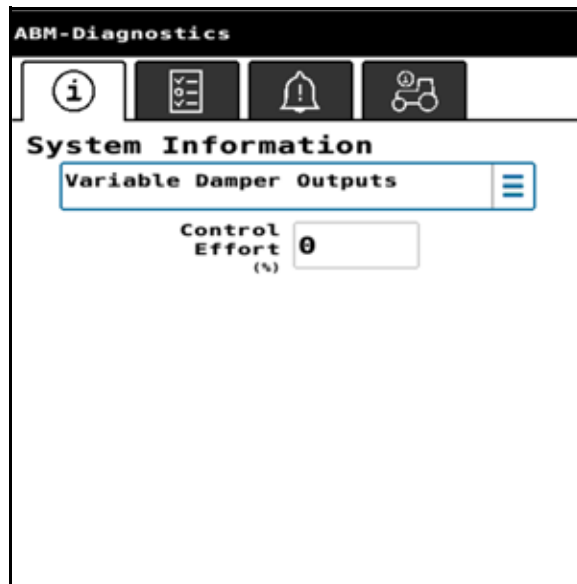 ABM-Diagnostics
System Information
Variable Damper Outputs
Control
Effort
(%)
0